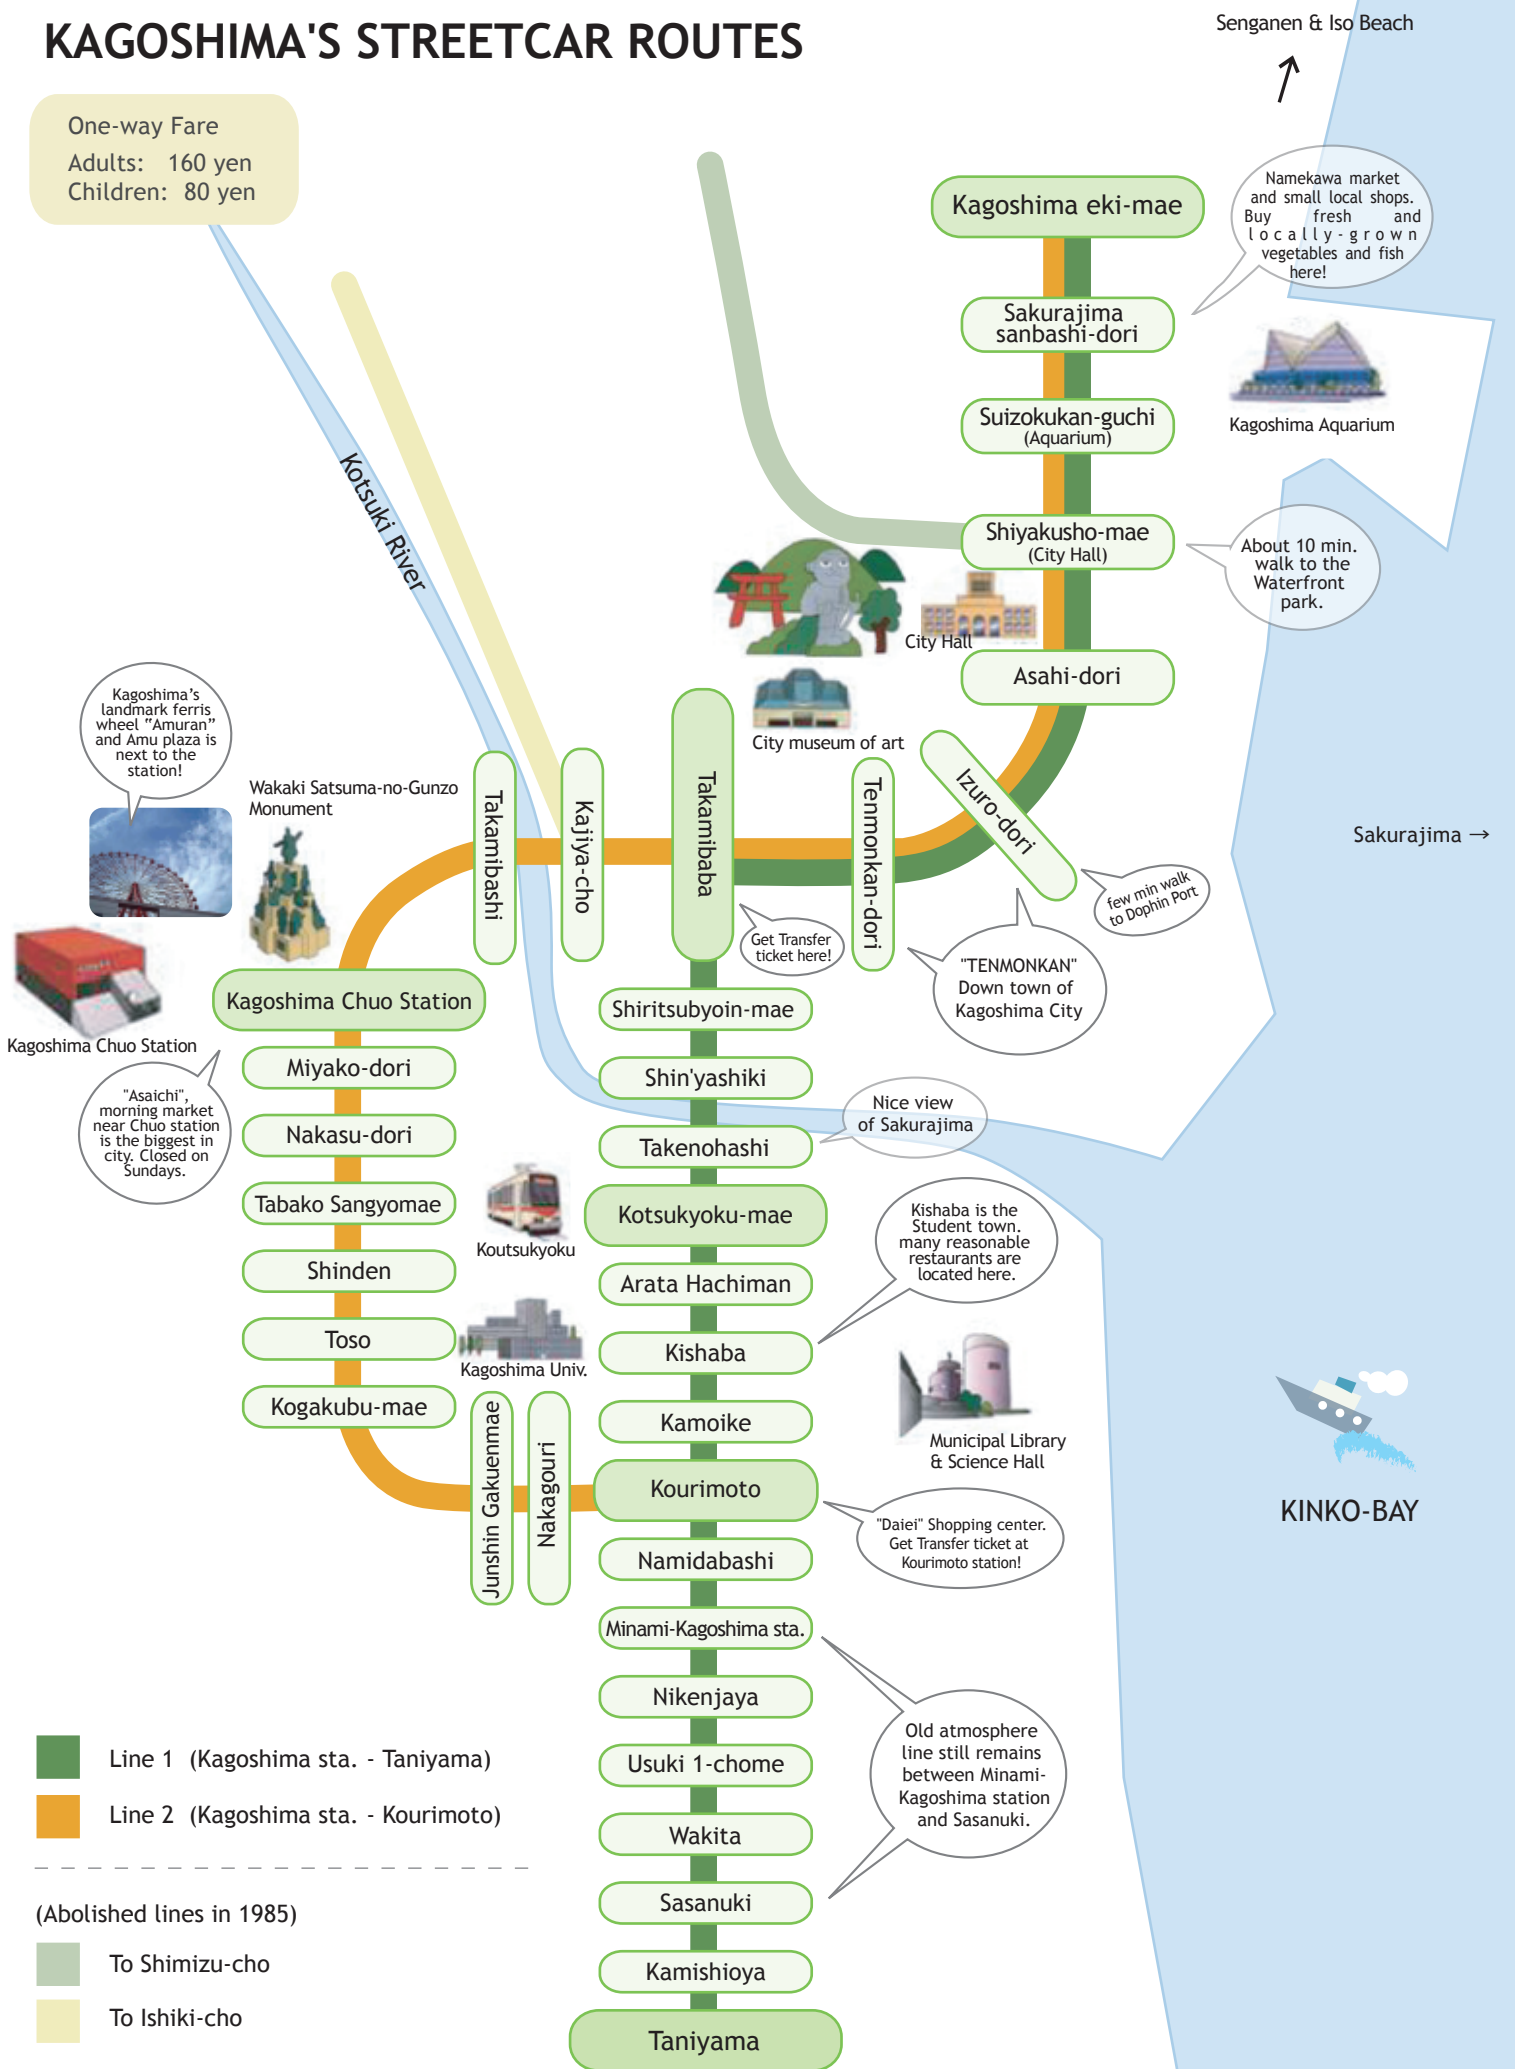 KAGOSHIMA'S STREETCAR ROUTES
Senganen & Iso Beach
One-way Fare
Adults: 160 yen
Children: 80 yen
Kagoshima eki-mae
Namekawa market
and small local shops.
Buy fresh and
locally-grown
vegetables and fish
here!
Sakurajima
sanbashi-dori
Suizokukan-guchi
(Aquarium)
Kagoshima Aquarium
Kotsuki River
Shiyakusho-mae
(City Hall)
About 10 min.
walk to the
Waterfront
park.
City Hall
Asahi-dori
Kagoshima's
landmark ferris
wheel "Amuran"
and Amu plaza is
next to the
station!
City museum of art
Wakaki Satsuma-no-Gunzo
Monument
Takamibashi
Kajiya-cho
Takamibaba
Tenmonkan-dori
Izuro-dori
Sakurajima →
few min walk
to Dophin Port
Get Transfer
ticket here!
"TENMONKAN"
Down town of
Kagoshima City
Kagoshima Chuo Station
Kagoshima Chuo Station
Shiritsubyoin-mae
Miyako-dori
Shin'yashiki
"Asaichi",
morning market
near Chuo station
is the biggest in
city. Closed on
Sundays.
Nice view
of Sakurajima
Nakasu-dori
Takenohashi
Tabako Sangyomae
Kotsukyoku-mae
Koutsukyoku
Kishaba is the
Student town.
many reasonable
restaurants are
located here.
Shinden
Arata Hachiman
Toso
Kishaba
Kagoshima Univ.
Kogakubu-mae
Kamoike
Municipal Library
& Science Hall
Junshin Gakuenmae
Nakagouri
Kourimoto
KINKO-BAY
"Daiei" Shopping center.
Get Transfer ticket at
Kourimoto station!
Namidabashi
Minami-Kagoshima sta.
Nikenjaya
Old atmosphere
line still remains
between Minami-
Kagoshima station
and Sasanuki.
Usuki 1-chome
Wakita
Sasanuki
Kamishioya
Taniyama
Line 1 (Kagoshima sta. - Taniyama)
Line 2 (Kagoshima sta. - Kourimoto)
(Abolished lines in 1985)
To Shimizu-cho
To Ishiki-cho